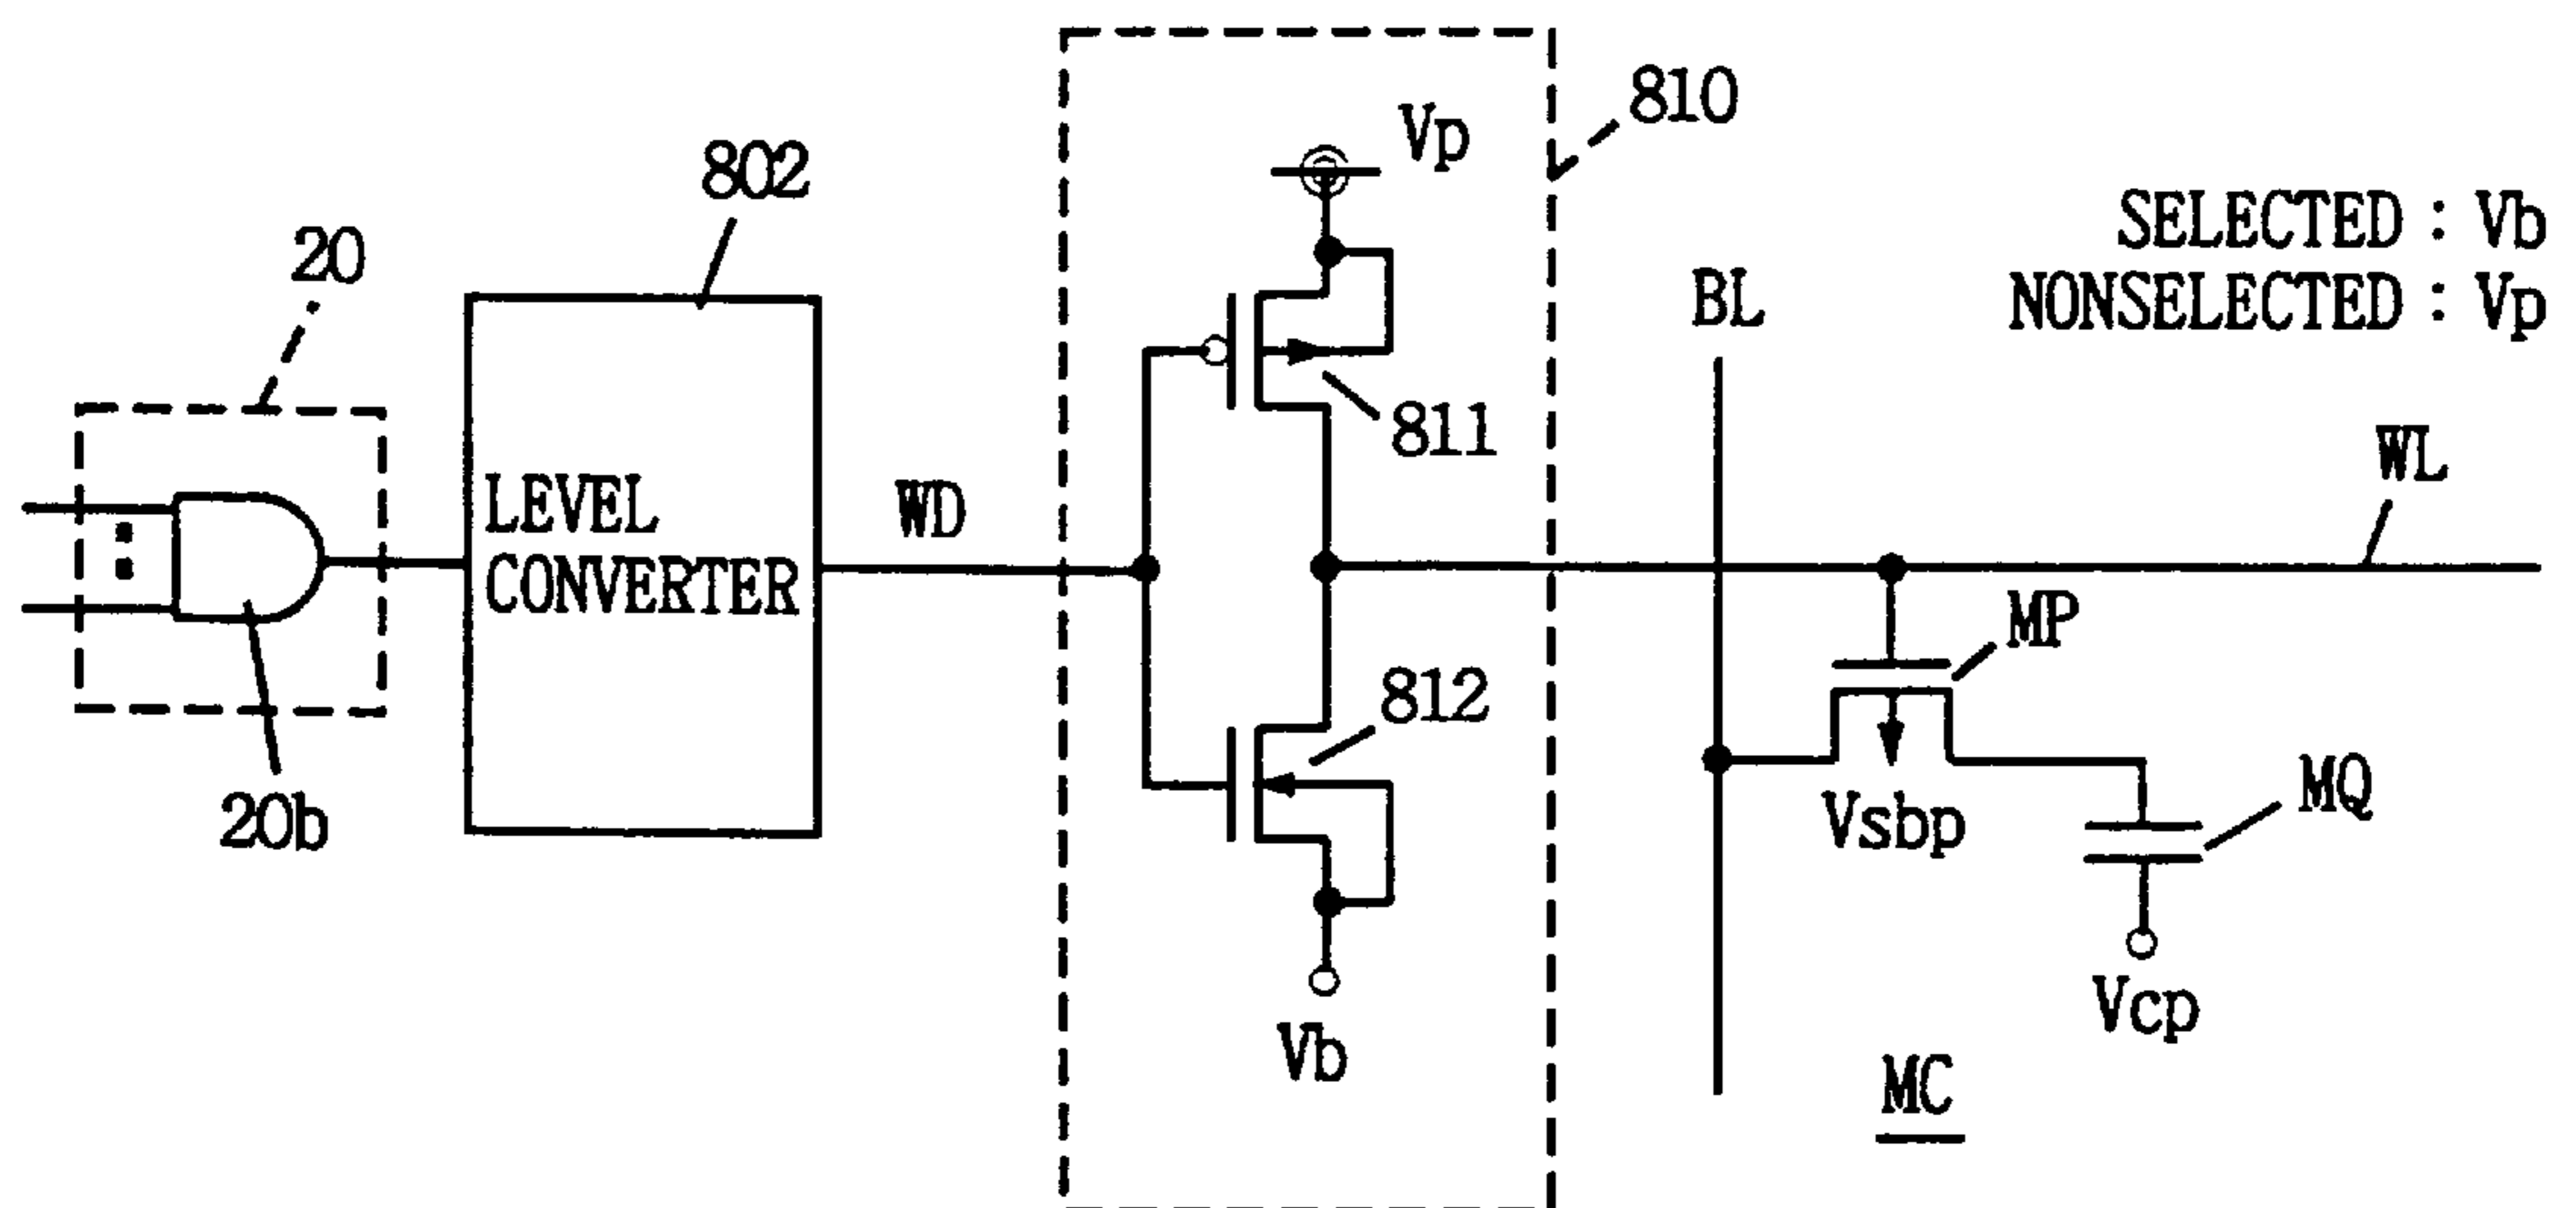 810
Vp
802
SELECTED : Vb
20
BL
NONSELECTED : Vp
811
WL
WD
LEVEL
CONVERTER
MP
812
MQ
20b
Vsbp
Vcp
Vb
MC